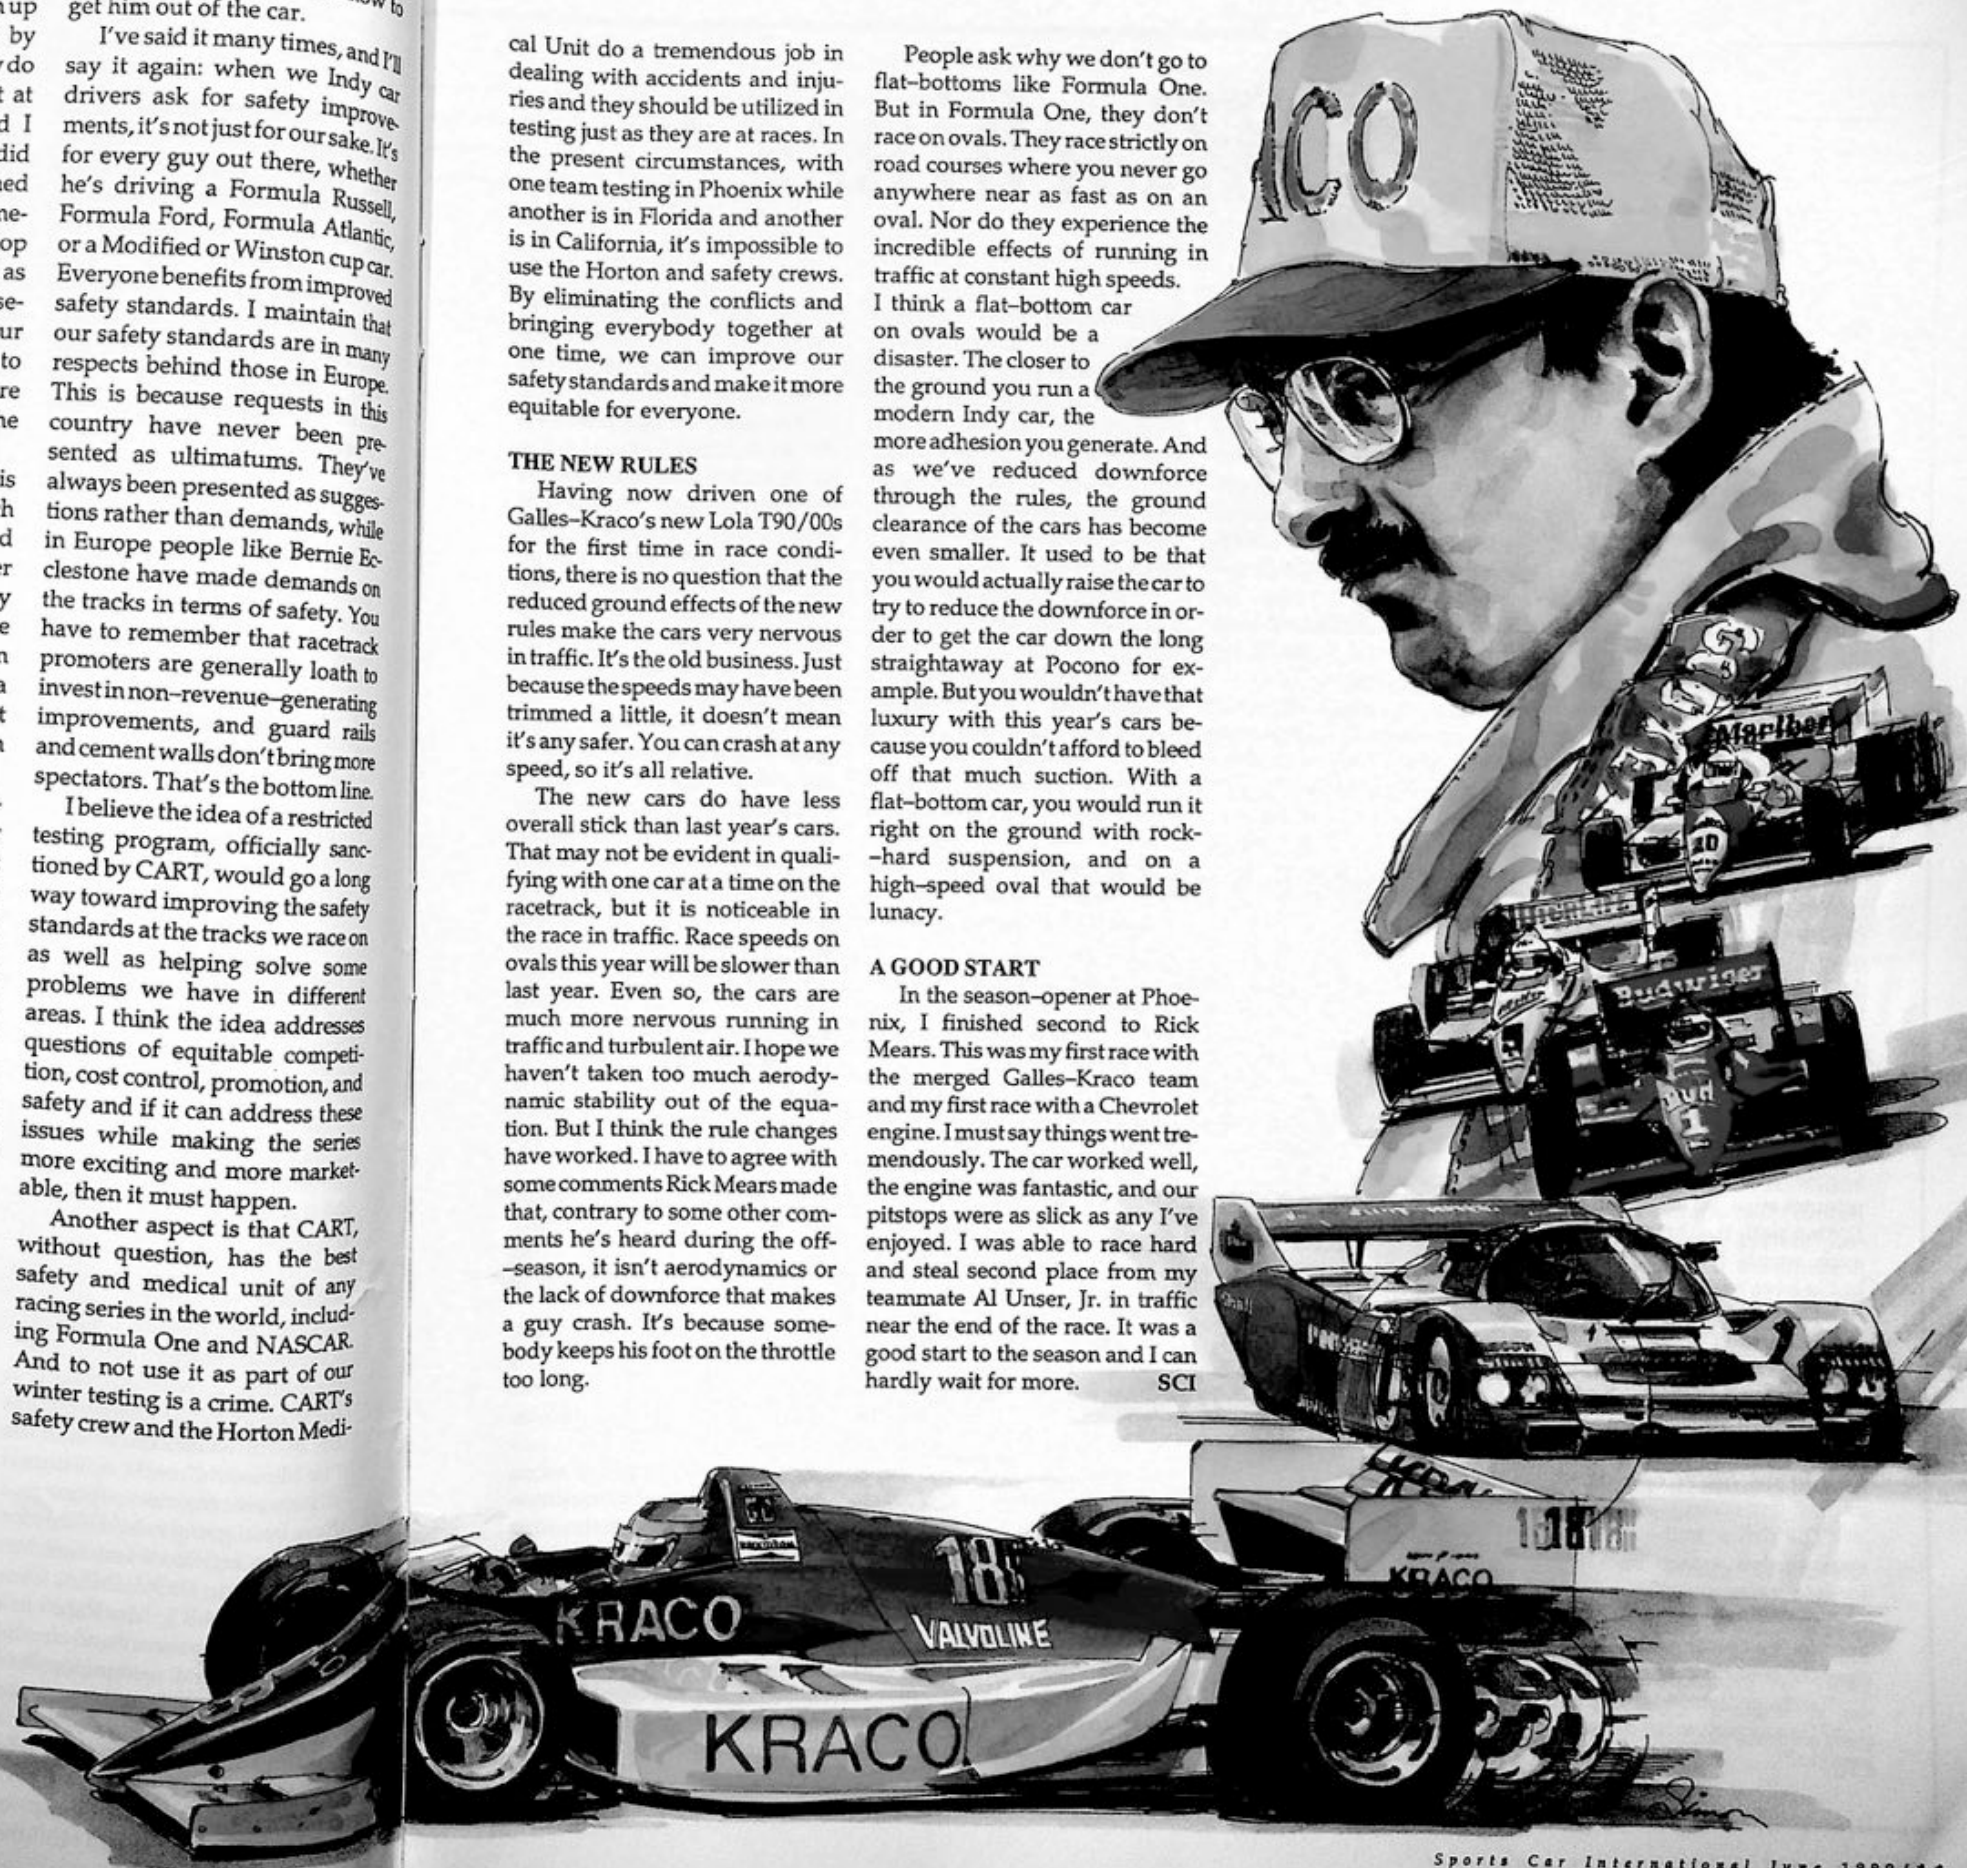 up
by
do
at
I
did
ned
ne-
op
as
se-
ur
to
re
ne
is
h
d
er
y
e
n
a
t
n
get him out of the car.
I've said it many times, and I'll
say it again: when we Indy car
drivers ask for safety improve-
ments, it's not just for our sake. It's
for every guy out there, whether
he's driving a Formula Russell,
Formula Ford, Formula Atlantic,
or a Modified or Winston cup car.
Everyone benefits from improved
safety standards. I maintain that
our safety standards are in many
respects behind those in Europe.
This is because requests in this
country have never been pre-
sented as ultimatums. They've
always been presented as sugges-
tions rather than demands, while
in Europe people like Bernie Ec-
clestone have made demands on
the tracks in terms of safety. You
have to remember that racetrack
promoters are generally loath to
invest in non–revenue–generating
improvements, and guard rails
and cement walls don't bring more
spectators. That's the bottom line.
I believe the idea of a restricted
testing program, officially sanc-
tioned by CART, would go a long
way toward improving the safety
standards at the tracks we race on
as well as helping solve some
problems we have in different
areas. I think the idea addresses
questions of equitable competi-
tion, cost control, promotion, and
safety and if it can address these
issues while making the series
more exciting and more market-
able, then it must happen.
Another aspect is that CART,
without question, has the best
safety and medical unit of any
racing series in the world, includ-
ing Formula One and NASCAR.
And to not use it as part of our
winter testing is a crime. CART's
safety crew and the Horton Medi-
cal Unit do a tremendous job in
dealing with accidents and inju-
ries and they should be utilized in
testing just as they are at races. In
the present circumstances, with
one team testing in Phoenix while
another is in Florida and another
is in California, it's impossible to
use the Horton and safety crews.
By eliminating the conflicts and
bringing everybody together at
one time, we can improve our
safety standards and make it more
equitable for everyone.
THE NEW RULES
Having now driven one of
Galles–Kraco's new Lola T90/00s
for the first time in race condi-
tions, there is no question that the
reduced ground effects of the new
rules make the cars very nervous
in traffic. It's the old business. Just
because the speeds may have been
trimmed a little, it doesn't mean
it's any safer. You can crash at any
speed, so it's all relative.
The new cars do have less
overall stick than last year's cars.
That may not be evident in quali-
fying with one car at a time on the
racetrack, but it is noticeable in
the race in traffic. Race speeds on
ovals this year will be slower than
last year. Even so, the cars are
much more nervous running in
traffic and turbulent air. I hope we
haven't taken too much aerody-
namic stability out of the equa-
tion. But I think the rule changes
have worked. I have to agree with
some comments Rick Mears made
that, contrary to some other com-
ments he's heard during the off-
–season, it isn't aerodynamics or
the lack of downforce that makes
a guy crash. It's because some-
body keeps his foot on the throttle
too long.
People ask why we don't go to
flat–bottoms like Formula One.
But in Formula One, they don't
race on ovals. They race strictly on
road courses where you never go
anywhere near as fast as on an
oval. Nor do they experience the
incredible effects of running in
traffic at constant high speeds.
I think a flat–bottom car
on ovals would be a
disaster. The closer to
the ground you run a
modern Indy car, the
more adhesion you generate. And
as we've reduced downforce
through the rules, the ground
clearance of the cars has become
even smaller. It used to be that
you would actually raise the car to
try to reduce the downforce in or-
der to get the car down the long
straightaway at Pocono for ex-
ample. But you wouldn't have that
luxury with this year's cars be-
cause you couldn't afford to bleed
off that much suction. With a
flat–bottom car, you would run it
right on the ground with rock-
–hard suspension, and on a
high–speed oval that would be
lunacy.
A GOOD START
In the season–opener at Phoe-
nix, I finished second to Rick
Mears. This was my first race with
the merged Galles–Kraco team
and my first race with a Chevrolet
engine. I must say things went tre-
mendously. The car worked well,
the engine was fantastic, and our
pitstops were as slick as any I've
enjoyed. I was able to race hard
and steal second place from my
teammate Al Unser, Jr. in traffic
near the end of the race. It was a
good start to the season and I can
hardly wait for more. SCI
ICO
Marlbor
10
Budwiser
BUD
1
18
KRACO
18
VALVOLINE
KRACO
KRACO
Simon
Sports Car International June